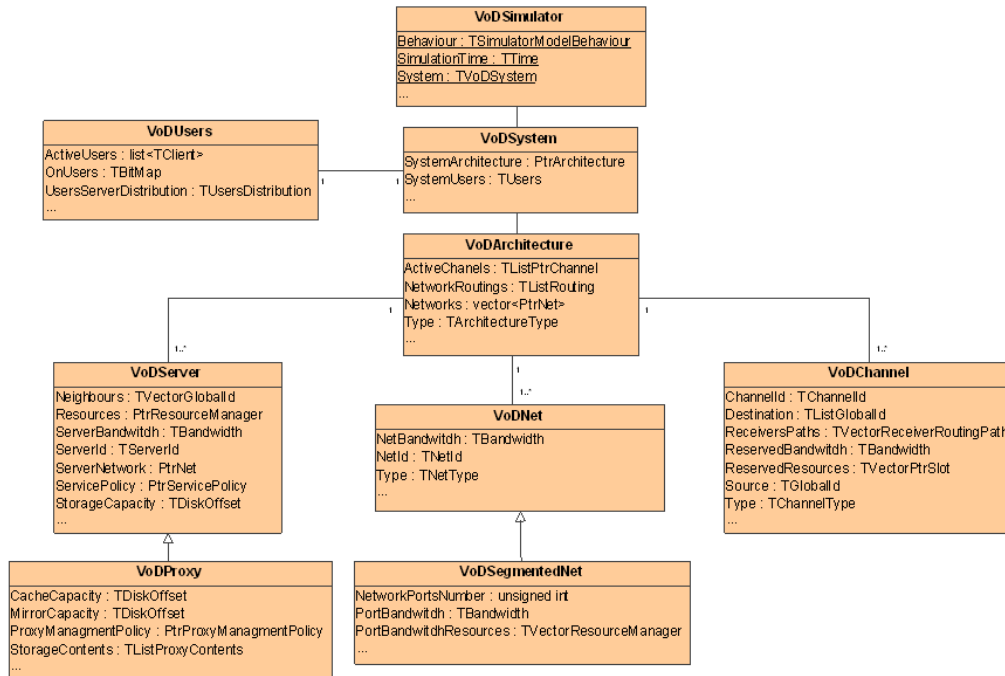 VoDSimulator
Behaviour : TSimulatorModelBehaviour
SimulationTime : TTime
System : TVoDSystem
...
VoDUsers
ActiveUsers : list<TClient>
OnUsers : TBitMap
UsersServerDistribution : TUsersDistribution
...
1
1
VoDSystem
SystemArchitecture : PtrArchitecture
SystemUsers : TUsers
...
VoDArchitecture
ActiveChanels : TListPtrChannel
NetworkRoutings : TListRouting
Networks : vector<PtrNet>
Type : TArchitectureType
...
1
1
1
1..*
1..*
1..*
VoDServer
Neighbours : TVectorGlobalId
Resources : PtrResourceManager
ServerBandwitdh : TBandwidth
ServerId : TServerId
ServerNetwork : PtrNet
ServicePolicy : PtrServicePolicy
StorageCapacity : TDiskOffset
...
VoDNet
NetBandwitdh : TBandwidth
NetId : TNetId
Type : TNetType
...
VoDChannel
ChannelId : TChannelId
Destination : TListGlobalId
ReceiversPaths : TVectorReceiverRoutingPath
ReservedBandwitdh : TBandwidth
ReservedResources : TVectorPtrSlot
Source : TGlobalId
Type : TChannelType
...
VoDProxy
CacheCapacity : TDiskOffset
MirrorCapacity : TDiskOffset
ProxyManagmentPolicy : PtrProxyManagmentPolicy
StorageContents : TListProxyContents
...
VoDSegmentedNet
NetworkPortsNumber : unsigned int
PortBandwitdh : TBandwidth
PortBandwitdhResources : TVectorResourceManager
...